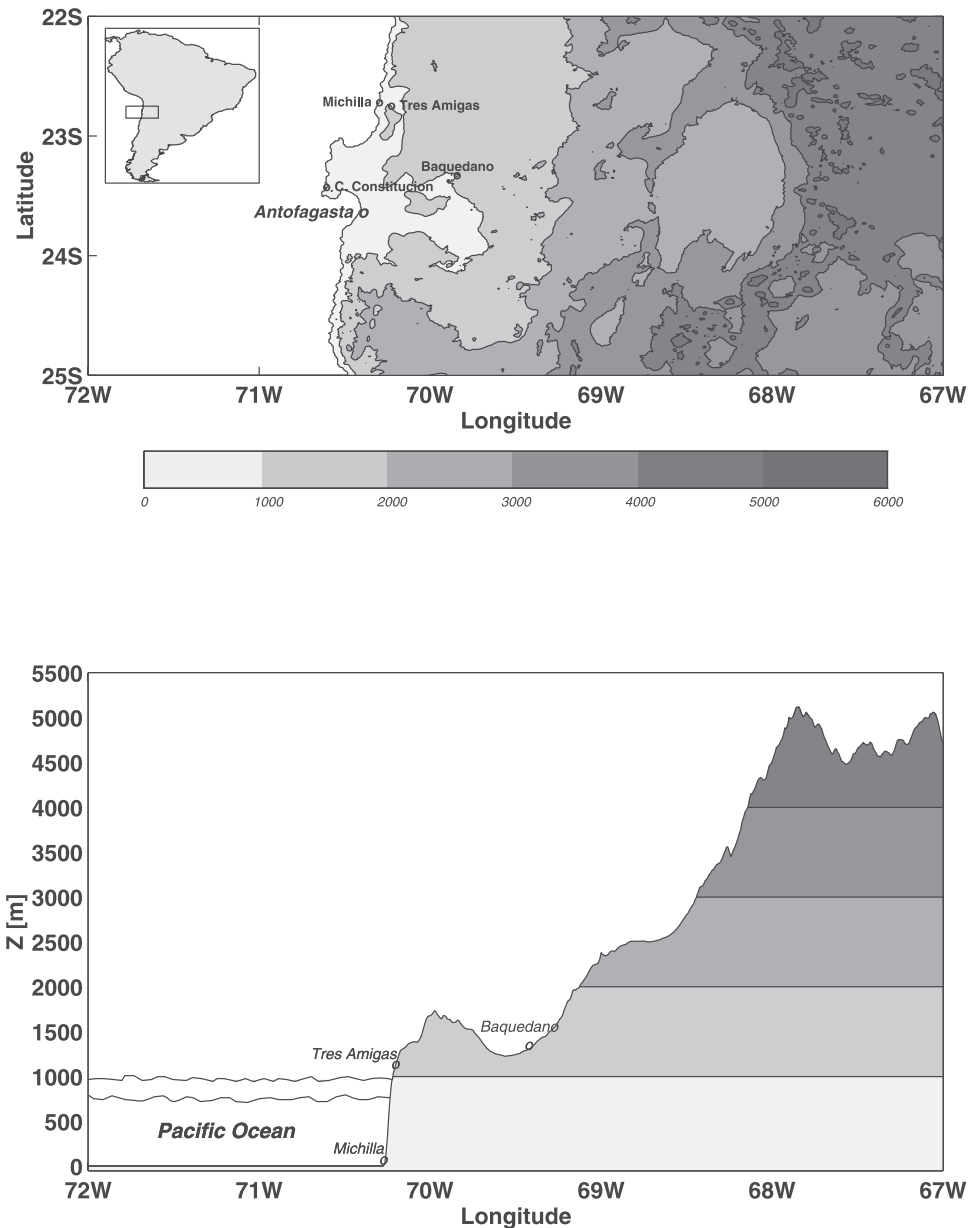 22S
Michilla
Tres Amigas
23S
Baquedano
C. Constitucion
Antofagasta
24S
25S
Latitude
72W 71W 70W 69W 68W 67W
Longitude
0 1000 2000 3000 4000 5000 6000
5500
5000
4500
4000
3500
3000
2500
2000
1500
1000
500
0
Z [m]
Baquedano
Tres Amigas
Pacific Ocean
Michilla
72W 71W 70W 69W 68W 67W
Longitude